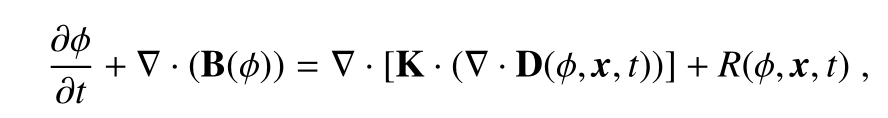 ∂φ/∂t + ∇ · (B(φ)) = ∇ · [K · (∇ · D(φ, x, t))] + R(φ, x, t) ,